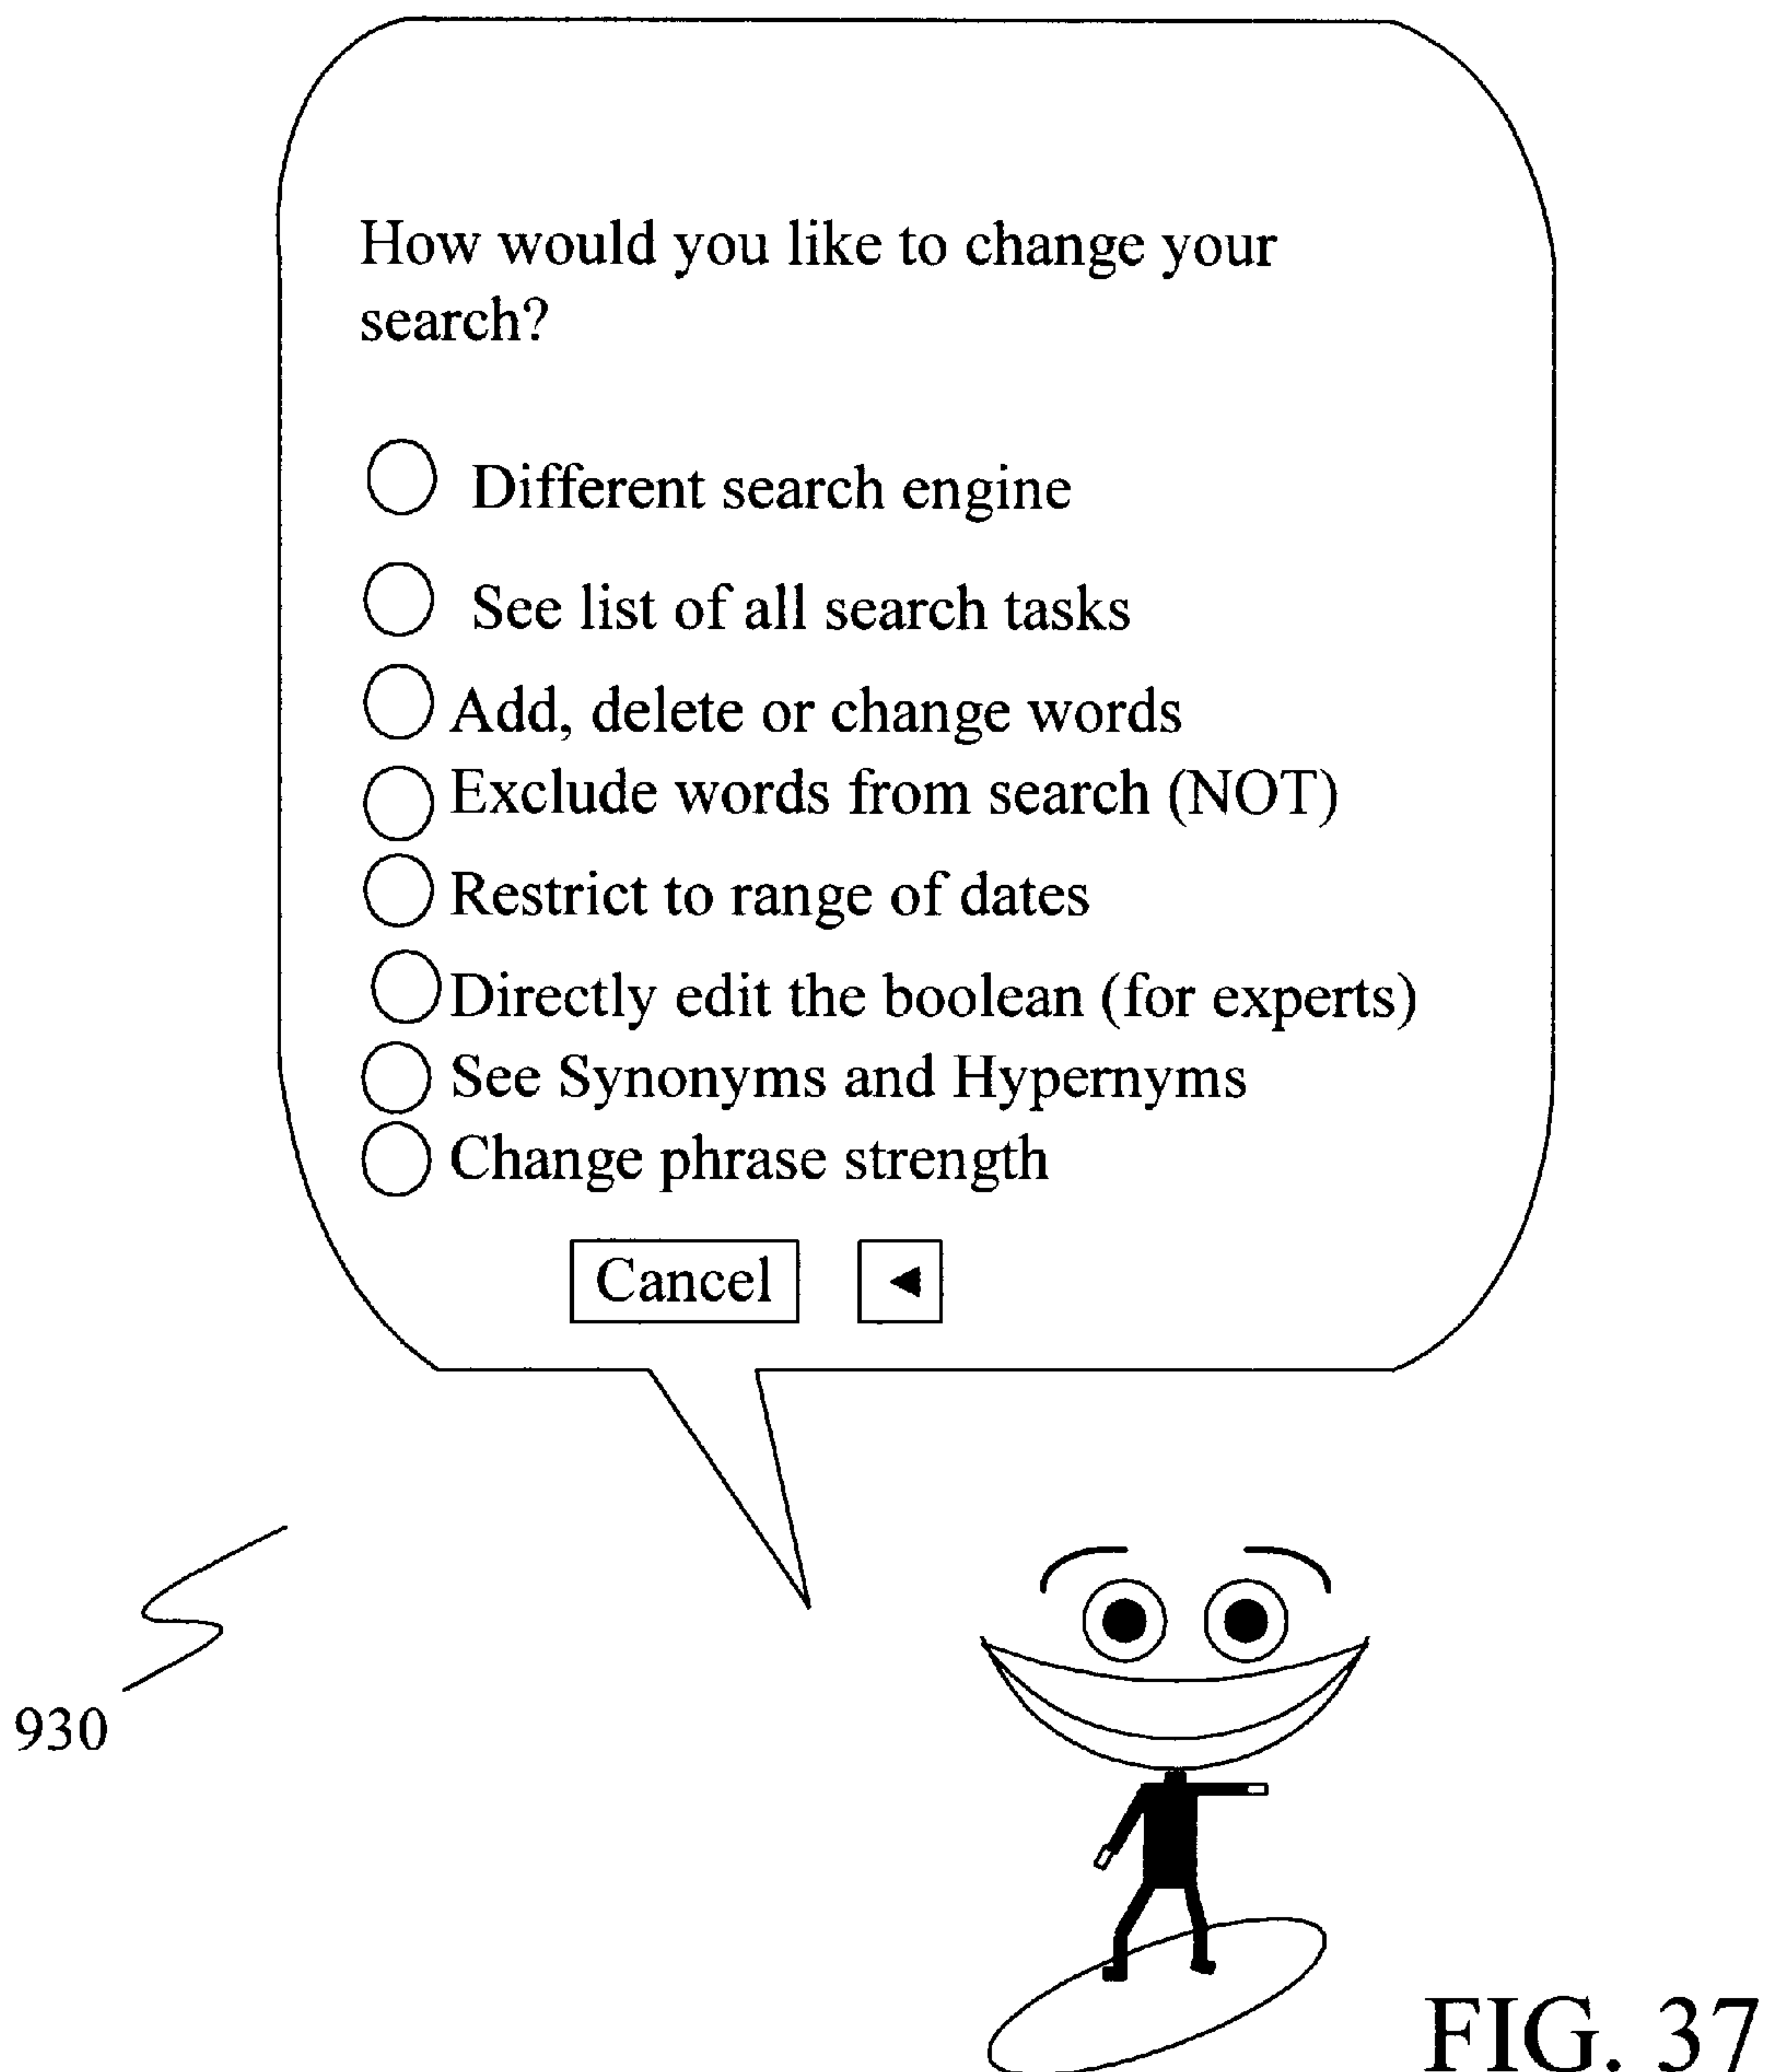 How would you like to change your
search?
Different search engine
See list of all search tasks
Add, delete or change words
Exclude words from search (NOT)
Restrict to range of dates
Directly edit the boolean (for experts)
See Synonyms and Hypernyms
Change phrase strength
Cancel
930
FIG. 37